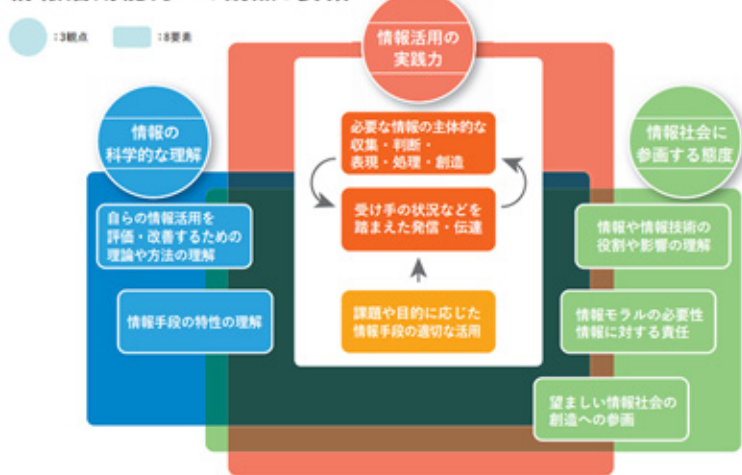 :3観点
:8要素
情報活用の
実践力
情報の
科学的な理解
情報社会に
参画する態度
必要な情報の主体的な
収集・判断・
表現・処理・創造
受け手の状況などを
踏まえた発信・伝達
課題や目的に応じた
情報手段の適切な活用
自らの情報活用を
評価・改善するための
理論や方法の理解
情報手段の特性の理解
情報や情報技術の
役割や影響の理解
情報モラルの必要性
情報に対する責任
望ましい情報社会の
創造への参画